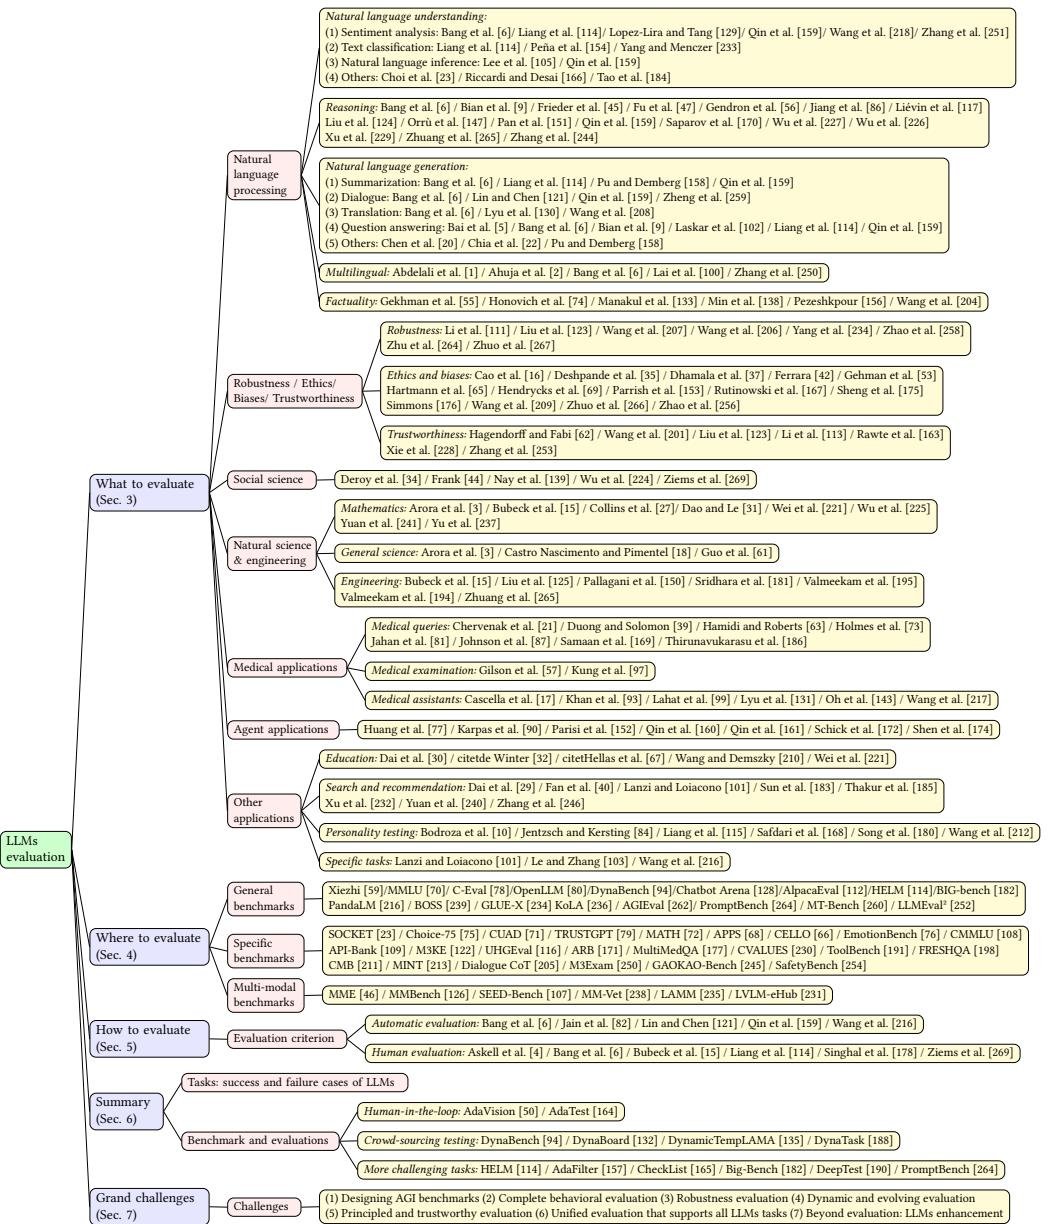 Natural language understanding:
(1) Sentiment analysis: Bang et al. [6]/ Liang et al. [114]/ Lopez-Lira and Tang [129]/ Qin et al. [159]/ Wang et al. [218]/ Zhang et al. [251]
(2) Text classification: Liang et al. [114] / Peña et al. [154] / Yang and Menczer [233]
(3) Natural language inference: Lee et al. [105] / Qin et al. [159]
(4) Others: Choi et al. [23] / Riccardi and Desai [166] / Tao et al. [184]
Reasoning: Bang et al. [6] / Bian et al. [9] / Frieder et al. [45] / Fu et al. [47] / Gendron et al. [56] / Jiang et al. [86] / Liévin et al. [117]
Liu et al. [124] / Orrù et al. [147] / Pan et al. [151] / Qin et al. [159] / Saparov et al. [170] / Wu et al. [227] / Wu et al. [226]
Xu et al. [229] / Zhuang et al. [265] / Zhang et al. [244]
Natural
language
processing
Natural language generation:
(1) Summarization: Bang et al. [6] / Liang et al. [114] / Pu and Demberg [158] / Qin et al. [159]
(2) Dialogue: Bang et al. [6] / Lin and Chen [121] / Qin et al. [159] / Zheng et al. [259]
(3) Translation: Bang et al. [6] / Lyu et al. [130] / Wang et al. [208]
(4) Question answering: Bai et al. [5] / Bang et al. [6] / Bian et al. [9] / Laskar et al. [102] / Liang et al. [114] / Qin et al. [159]
(5) Others: Chen et al. [20] / Chia et al. [22] / Pu and Demberg [158]
Multilingual: Abdelali et al. [1] / Ahuja et al. [2] / Bang et al. [6] / Lai et al. [100] / Zhang et al. [250]
Factuality: Gekhman et al. [55] / Honovich et al. [74] / Manakul et al. [133] / Min et al. [138] / Pezeshkpour [156] / Wang et al. [204]
Robustness: Li et al. [111] / Liu et al. [123] / Wang et al. [207] / Wang et al. [206] / Yang et al. [234] / Zhao et al. [258]
Zhu et al. [264] / Zhuo et al. [267]
Robustness / Ethics/
Biases/ Trustworthiness
Ethics and biases: Cao et al. [16] / Deshpande et al. [35] / Dhamala et al. [37] / Ferrara [42] / Gehman et al. [53]
Hartmann et al. [65] / Hendrycks et al. [69] / Parrish et al. [153] / Rutinowski et al. [167] / Sheng et al. [175]
Simmons [176] / Wang et al. [209] / Zhuo et al. [266] / Zhao et al. [256]
Trustworthiness: Hagendorff and Fabi [62] / Wang et al. [201] / Liu et al. [123] / Li et al. [113] / Rawte et al. [163]
Xie et al. [228] / Zhang et al. [253]
What to evaluate
(Sec. 3)
Social science
Deroy et al. [34] / Frank [44] / Nay et al. [139] / Wu et al. [224] / Ziems et al. [269]
Mathematics: Arora et al. [3] / Bubeck et al. [15] / Collins et al. [27]/ Dao and Le [31] / Wei et al. [221] / Wu et al. [225]
Yuan et al. [241] / Yu et al. [237]
Natural science
& engineering
General science: Arora et al. [3] / Castro Nascimento and Pimentel [18] / Guo et al. [61]
Engineering: Bubeck et al. [15] / Liu et al. [125] / Pallagani et al. [150] / Sridhara et al. [181] / Valmeekam et al. [195]
Valmeekam et al. [194] / Zhuang et al. [265]
Medical queries: Chervenak et al. [21] / Duong and Solomon [39] / Hamidi and Roberts [63] / Holmes et al. [73]
Jahan et al. [81] / Johnson et al. [87] / Samaan et al. [169] / Thirunavukarasu et al. [186]
Medical applications
Medical examination: Gilson et al. [57] / Kung et al. [97]
Medical assistants: Cascella et al. [17] / Khan et al. [93] / Lahat et al. [99] / Lyu et al. [131] / Oh et al. [143] / Wang et al. [217]
Agent applications
Huang et al. [77] / Karpas et al. [90] / Parisi et al. [152] / Qin et al. [160] / Qin et al. [161] / Schick et al. [172] / Shen et al. [174]
Education: Dai et al. [30] / citetde Winter [32] / citetHellas et al. [67] / Wang and Demszky [210] / Wei et al. [221]
Search and recommendation: Dai et al. [29] / Fan et al. [40] / Lanzi and Loiacono [101] / Sun et al. [183] / Thakur et al. [185]
Xu et al. [232] / Yuan et al. [240] / Zhang et al. [246]
Other
applications
Personality testing: Bodroza et al. [10] / Jentzsch and Kersting [84] / Liang et al. [115] / Safdari et al. [168] / Song et al. [180] / Wang et al. [212]
Specific tasks: Lanzi and Loiacono [101] / Le and Zhang [103] / Wang et al. [216]
LLMs
evaluation
General
benchmarks
Xiezhi [59]/MMLU [70]/ C-Eval [78]/OpenLLM [80]/DynaBench [94]/Chatbot Arena [128]/AlpacaEval [112]/HELM [114]/BIG-bench [182]
PandaLM [216] / BOSS [239] / GLUE-X [234] KoLA [236] / AGIEval [262]/ PromptBench [264] / MT-Bench [260] / LLMEval² [252]
Where to evaluate
(Sec. 4)
Specific
benchmarks
SOCKET [23] / Choice-75 [75] / CUAD [71] / TRUSTGPT [79] / MATH [72] / APPS [68] / CELLO [66] / EmotionBench [76] / CMMLU [108]
API-Bank [109] / M3KE [122] / UHGEval [116] / ARB [171] / MultiMedQA [177] / CVALUES [230] / ToolBench [191] / FRESHQA [198]
CMB [211] / MINT [213] / Dialogue CoT [205] / M3Exam [250] / GAOKAO-Bench [245] / SafetyBench [254]
Multi-modal
benchmarks
MME [46] / MMBench [126] / SEED-Bench [107] / MM-Vet [238] / LAMM [235] / LVLM-eHub [231]
How to evaluate
(Sec. 5)
Evaluation criterion
Automatic evaluation: Bang et al. [6] / Jain et al. [82] / Lin and Chen [121] / Qin et al. [159] / Wang et al. [216]
Human evaluation: Askell et al. [4] / Bang et al. [6] / Bubeck et al. [15] / Liang et al. [114] / Singhal et al. [178] / Ziems et al. [269]
Summary
(Sec. 6)
Tasks: success and failure cases of LLMs
Benchmark and evaluations
Human-in-the-loop: AdaVision [50] / AdaTest [164]
Crowd-sourcing testing: DynaBench [94] / DynaBoard [132] / DynamicTempLAMA [135] / DynaTask [188]
More challenging tasks: HELM [114] / AdaFilter [157] / CheckList [165] / Big-Bench [182] / DeepTest [190] / PromptBench [264]
Grand challenges
(Sec. 7)
Challenges
(1) Designing AGI benchmarks (2) Complete behavioral evaluation (3) Robustness evaluation (4) Dynamic and evolving evaluation
(5) Principled and trustworthy evaluation (6) Unified evaluation that supports all LLMs tasks (7) Beyond evaluation: LLMs enhancement